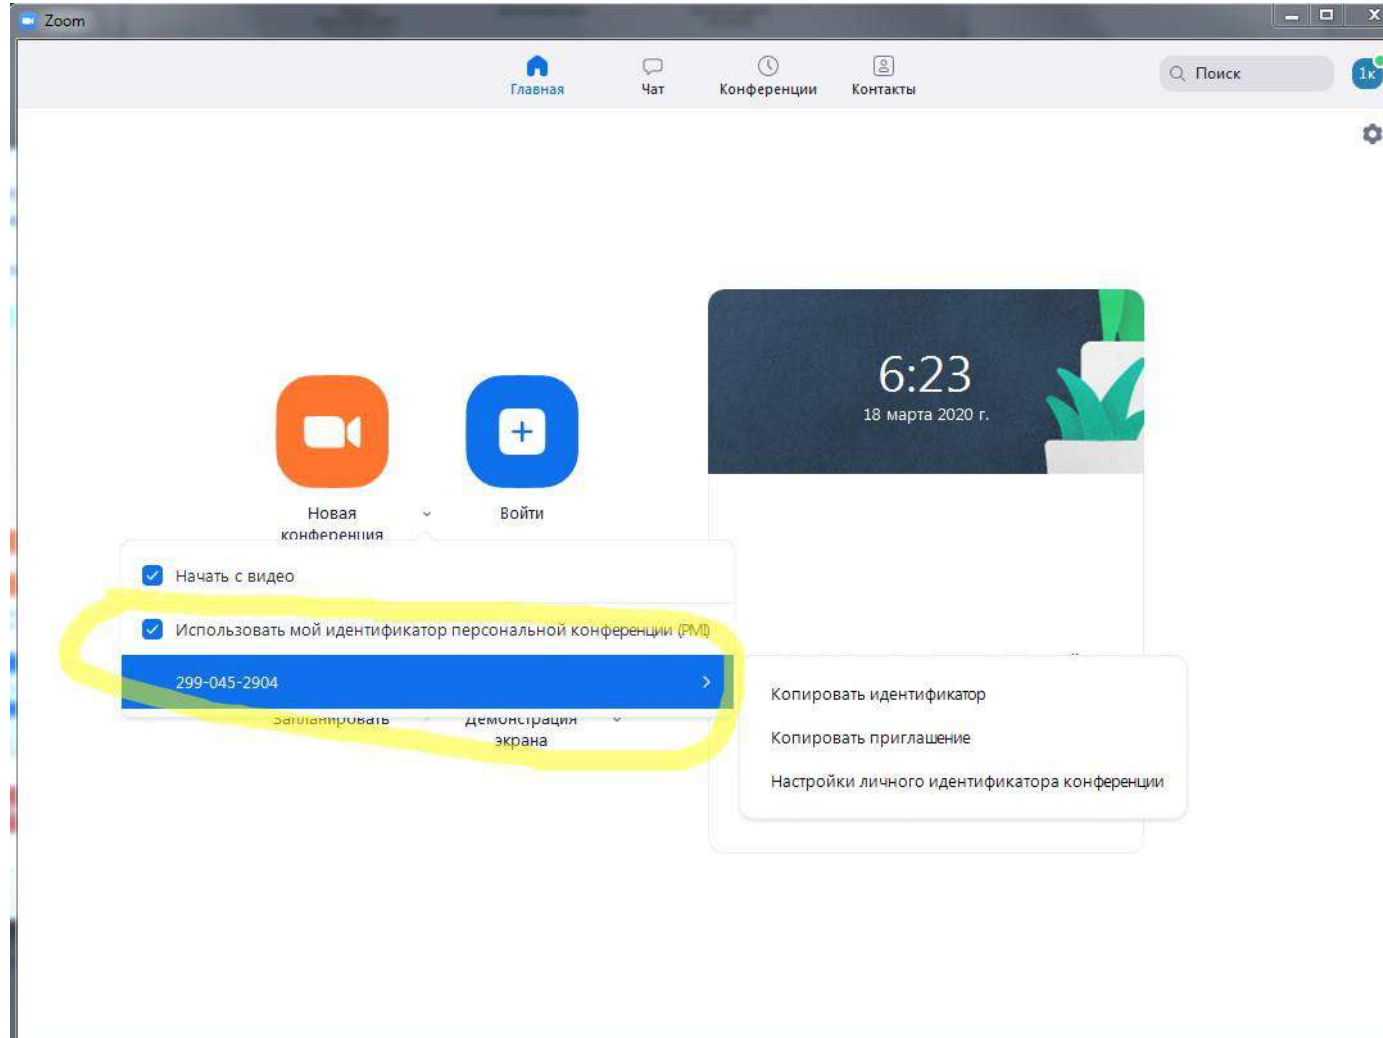 Zoom
Главная
Чат
Конференции
Контакты
Поиск
1к
6:23
18 марта 2020 г.
Новая
конференция
Войти
Начать с видео
Использовать мой идентификатор персональной конференции (PMI)
299-045-2904
Запланировать
Демонстрация
экрана
Копировать идентификатор
Копировать приглашение
Настройки личного идентификатора конференции